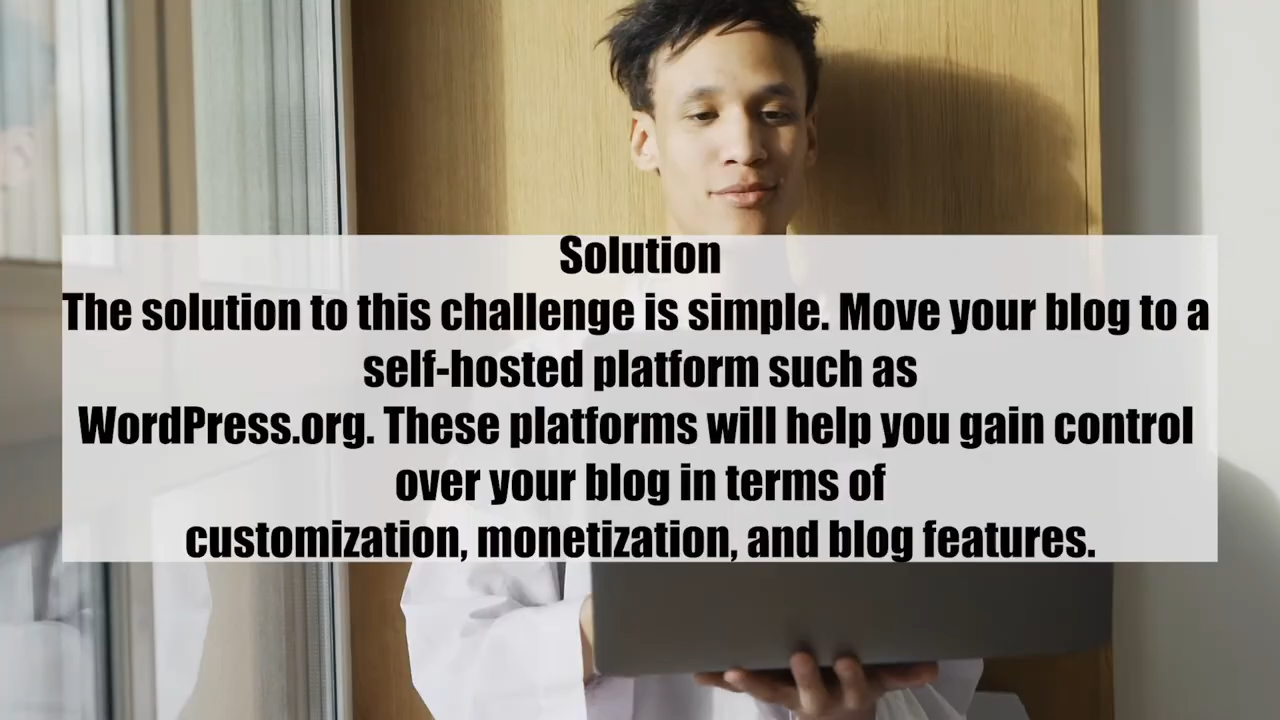 Solution
The solution to this challenge is simple. Move your blog to a
self-hosted platform such as
WordPress.org. These platforms will help you gain control
over your blog in terms of
customization, monetization, and blog features.